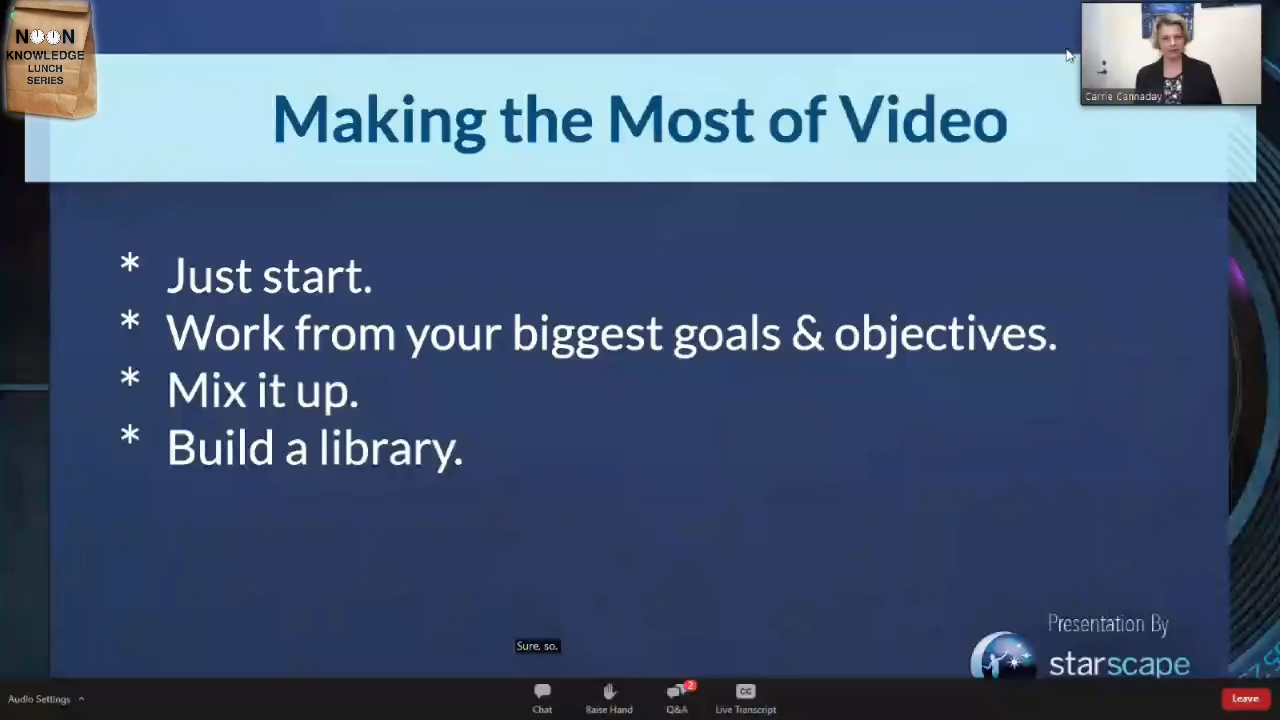 NOON
KNOWLEDGE
LUNCH
SERIES
Carrie Cannaday
Making the Most of Video
* Just start.
* Work from your biggest goals & objectives.
* Mix it up.
* Build a library.
Presentation By
starscape
Sure, so.
Audio Settings
Chat
Raise Hand
2
Q&A
CC
Live Transcript
Leave